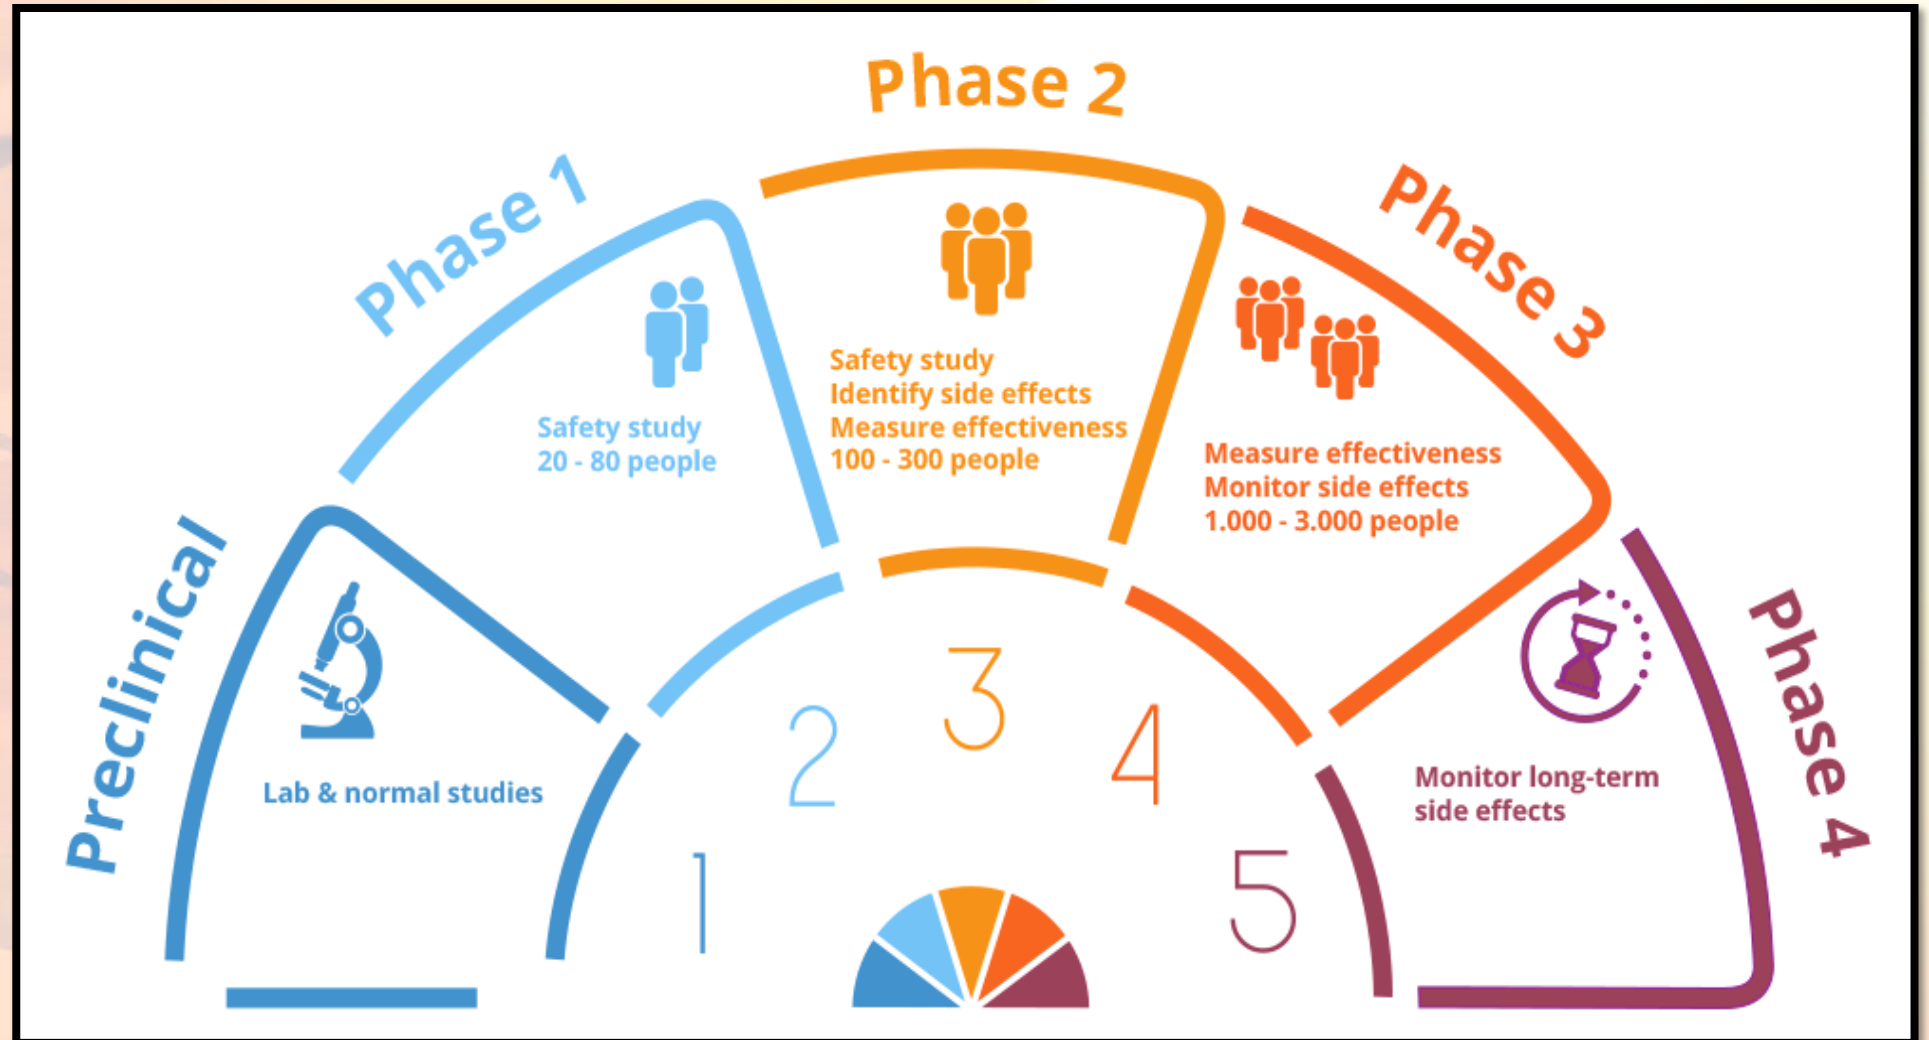 Preclinical
Lab & normal studies
1
Phase 1
Safety study
20 - 80 people
2
Phase 2
Safety study
Identify side effects
Measure effectiveness
100 - 300 people
3
Phase 3
Measure effectiveness
Monitor side effects
1.000 - 3.000 people
4
Phase 4
Monitor long-term
side effects
5